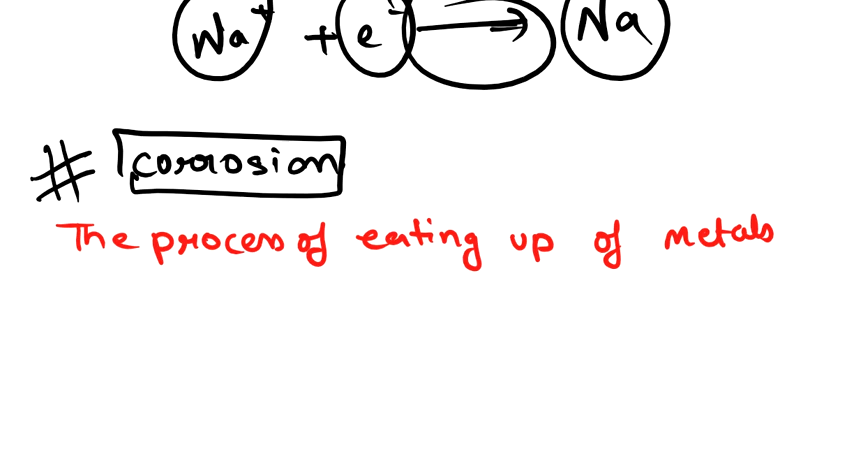 Na⁺ + e⁻ → Na
# corrosion
The process of eating up of metals